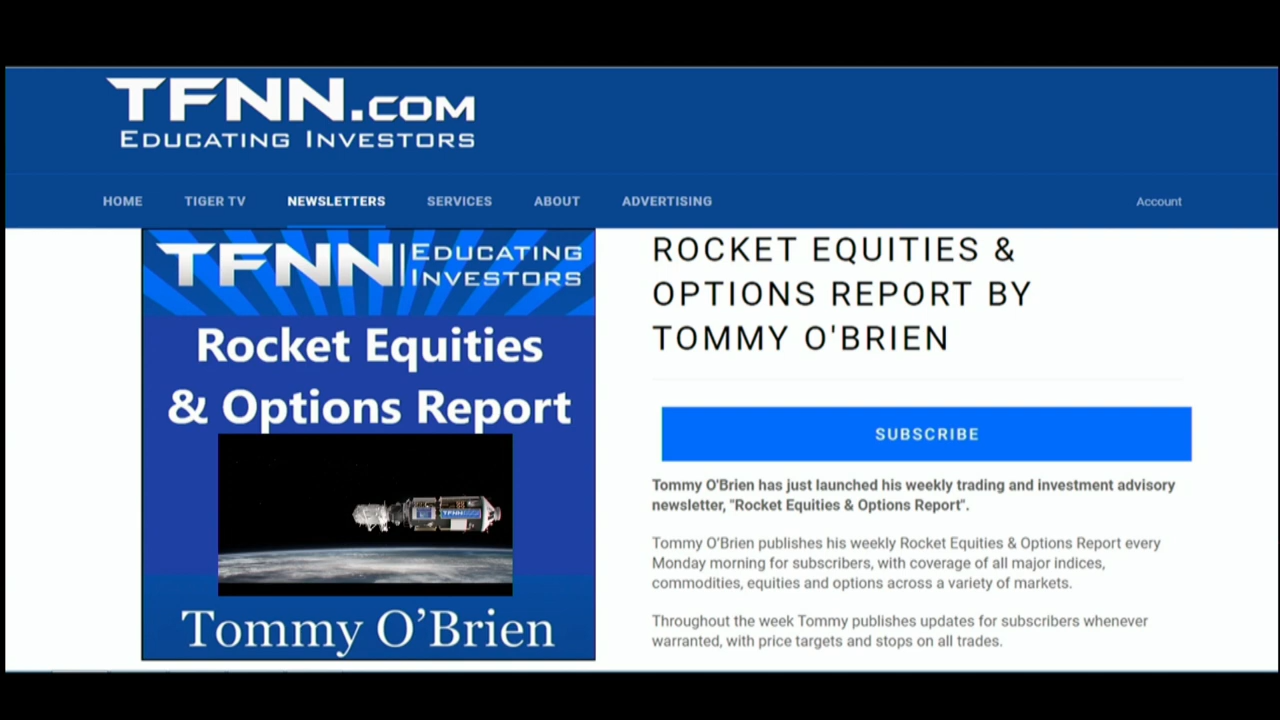 TFNN.COM
EDUCATING INVESTORS
HOME TIGER TV NEWSLETTERS SERVICES ABOUT ADVERTISING Account
TFNN EDUCATING
INVESTORS
Rocket Equities
& Options Report
TFNN
Tommy O’Brien
ROCKET EQUITIES &
OPTIONS REPORT BY
TOMMY O'BRIEN
SUBSCRIBE
Tommy O'Brien has just launched his weekly trading and investment advisory
newsletter, "Rocket Equities & Options Report".
Tommy O’Brien publishes his weekly Rocket Equities & Options Report every
Monday morning for subscribers, with coverage of all major indices,
commodities, equities and options across a variety of markets.
Throughout the week Tommy publishes updates for subscribers whenever
warranted, with price targets and stops on all trades.